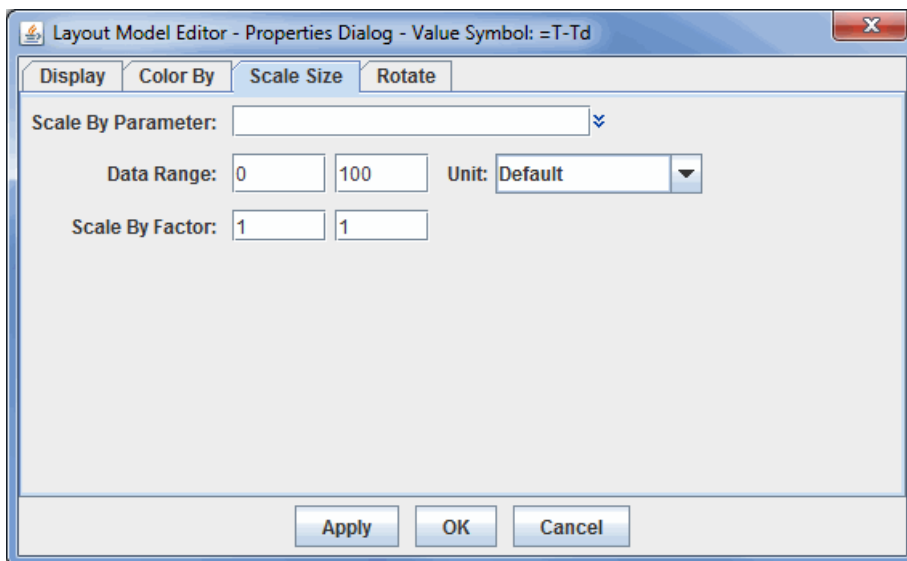 Layout Model Editor - Properties Dialog - Value Symbol: =T-Td
Display Color By Scale Size Rotate
Scale By Parameter:
Data Range: 0 100 Unit: Default
Scale By Factor: 1 1
Apply OK Cancel